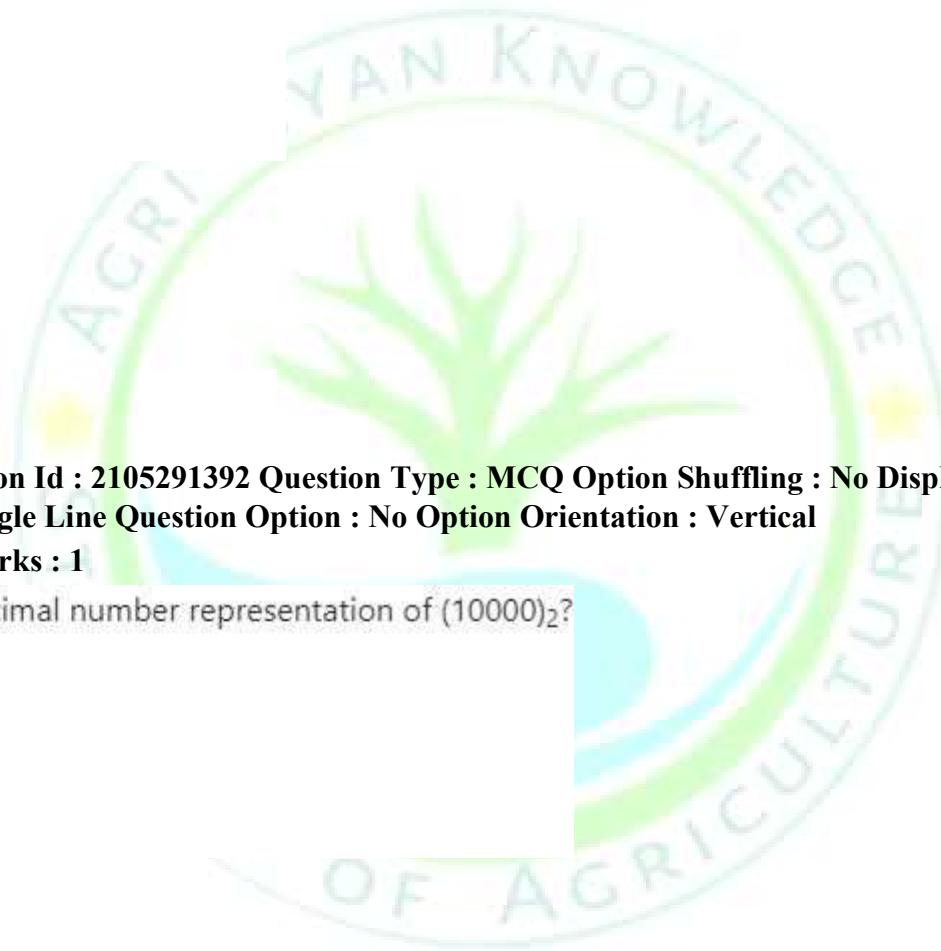 AGRI YAN KNOWLEDGE
on Id : 2105291392 Question Type : MCQ Option Shuffling : No Displ
gle Line Question Option : No Option Orientation : Vertical
rks : 1
imal number representation of (10000)₂?
OF AGRICULTURE